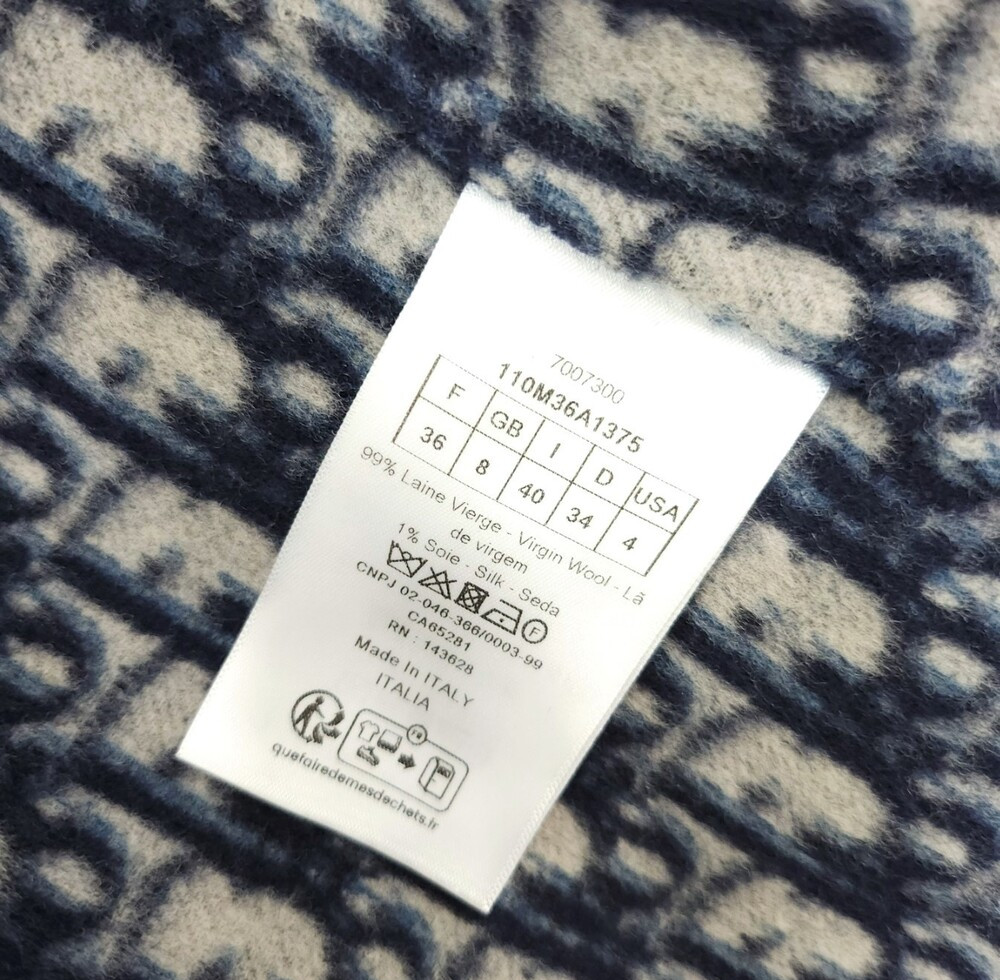 7007300
110M36A1375
F GB I D USA
36 8 40 34 4
99% Laine Vierge - Virgin Wool - Lã
de virgem
1% Soie - Silk - Seda
F
CNPJ 02-046-366/0003-99
CA65281
RN : 143628
Made In ITALY
ITALIA
FR
quefairedemesdechets.fr